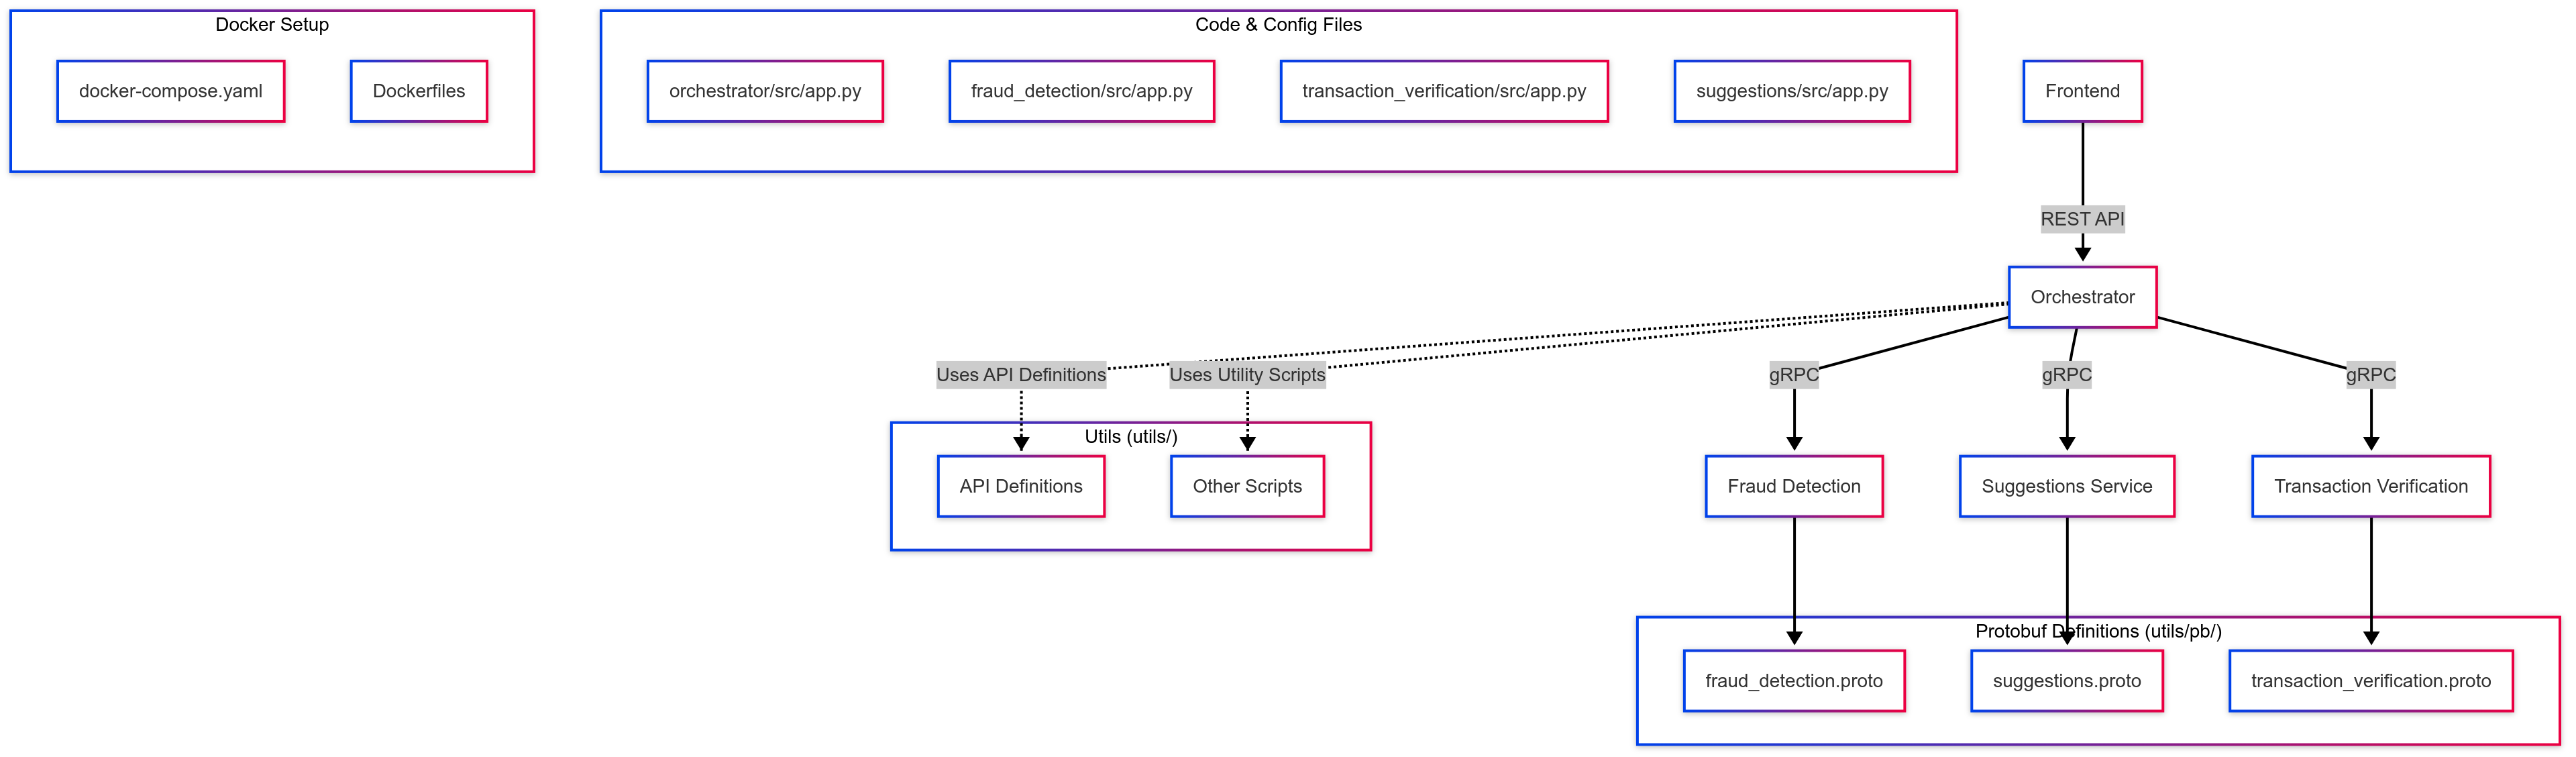 Docker Setup
docker-compose.yaml
Dockerfiles
Code & Config Files
orchestrator/src/app.py
fraud_detection/src/app.py
transaction_verification/src/app.py
suggestions/src/app.py
Frontend
REST API
Orchestrator
Uses API Definitions
Uses Utility Scripts
gRPC
gRPC
gRPC
Utils (utils/)
API Definitions
Other Scripts
Fraud Detection
Suggestions Service
Transaction Verification
Protobuf Definitions (utils/pb/)
fraud_detection.proto
suggestions.proto
transaction_verification.proto